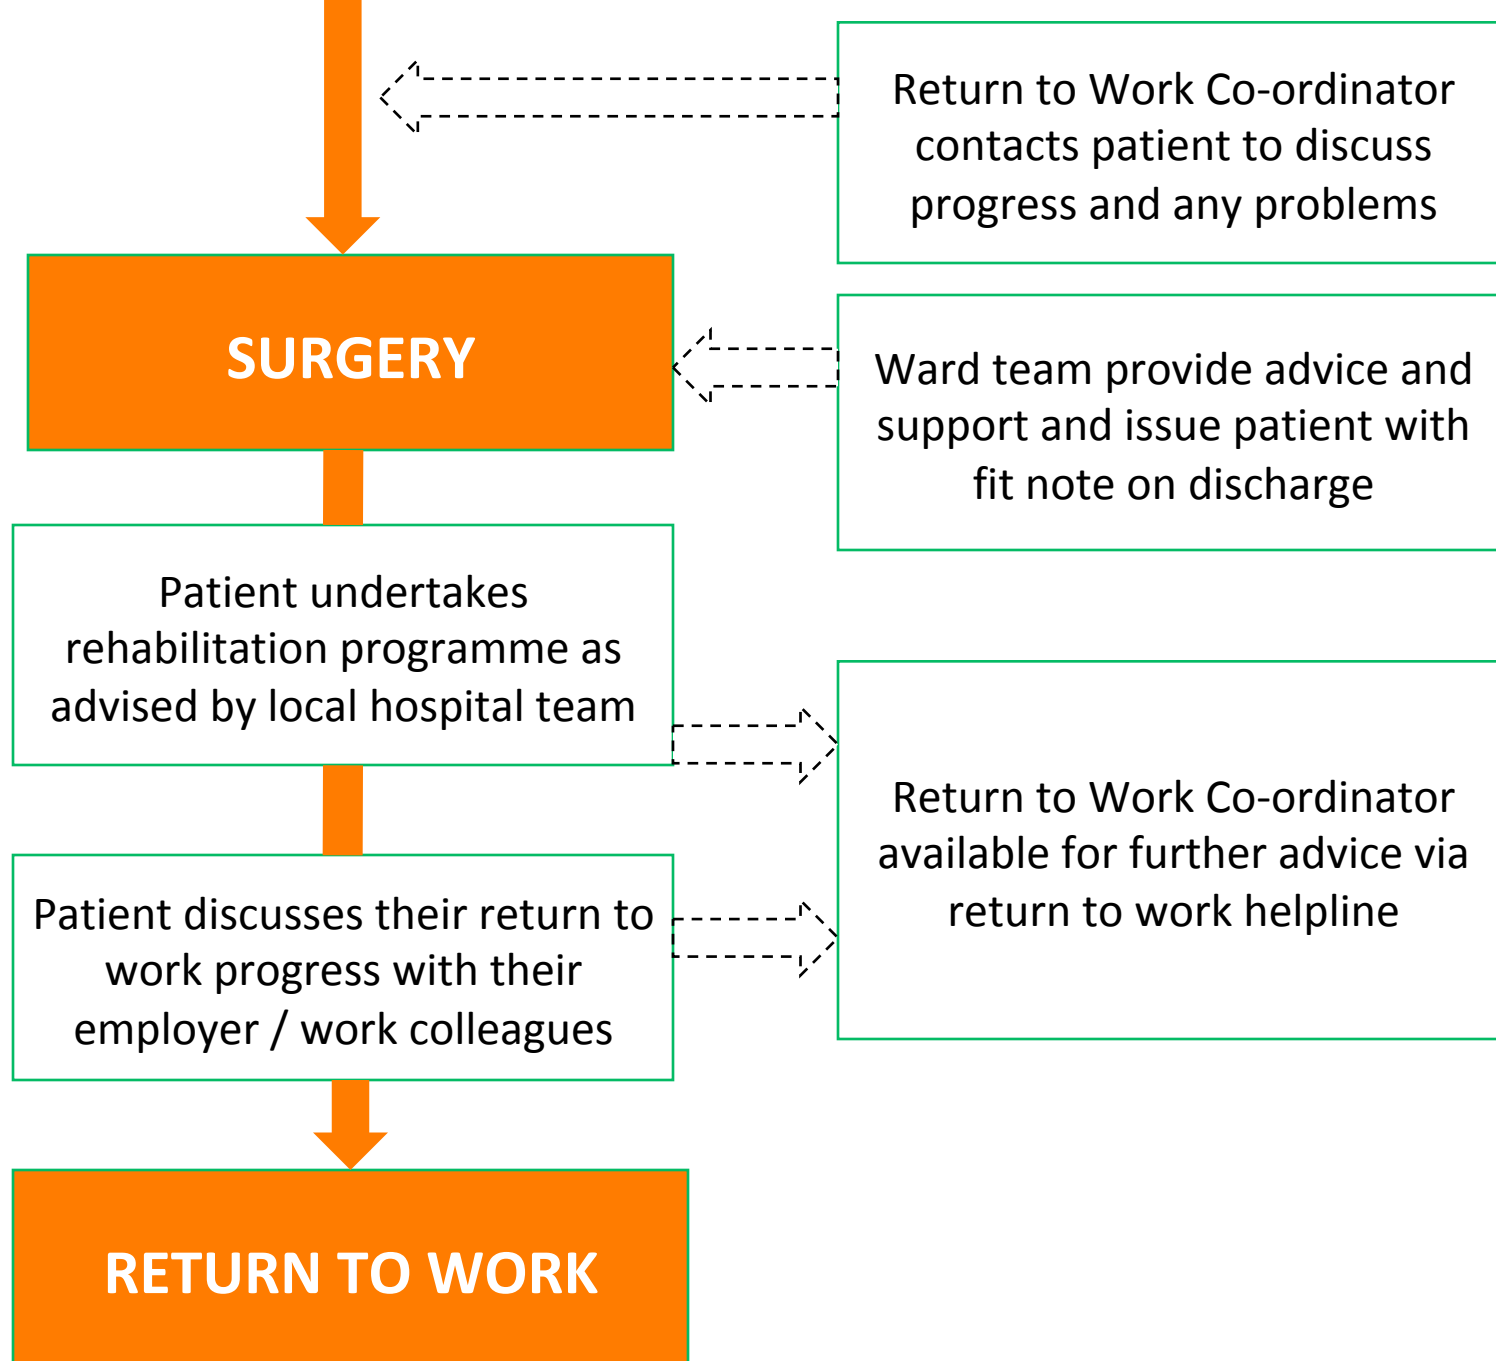 Return to Work Co-ordinator
contacts patient to discuss
progress and any problems
SURGERY
Ward team provide advice and
support and issue patient with
fit note on discharge
Patient undertakes
rehabilitation programme as
advised by local hospital team
Return to Work Co-ordinator
available for further advice via
return to work helpline
Patient discusses their return to
work progress with their
employer / work colleagues
RETURN TO WORK